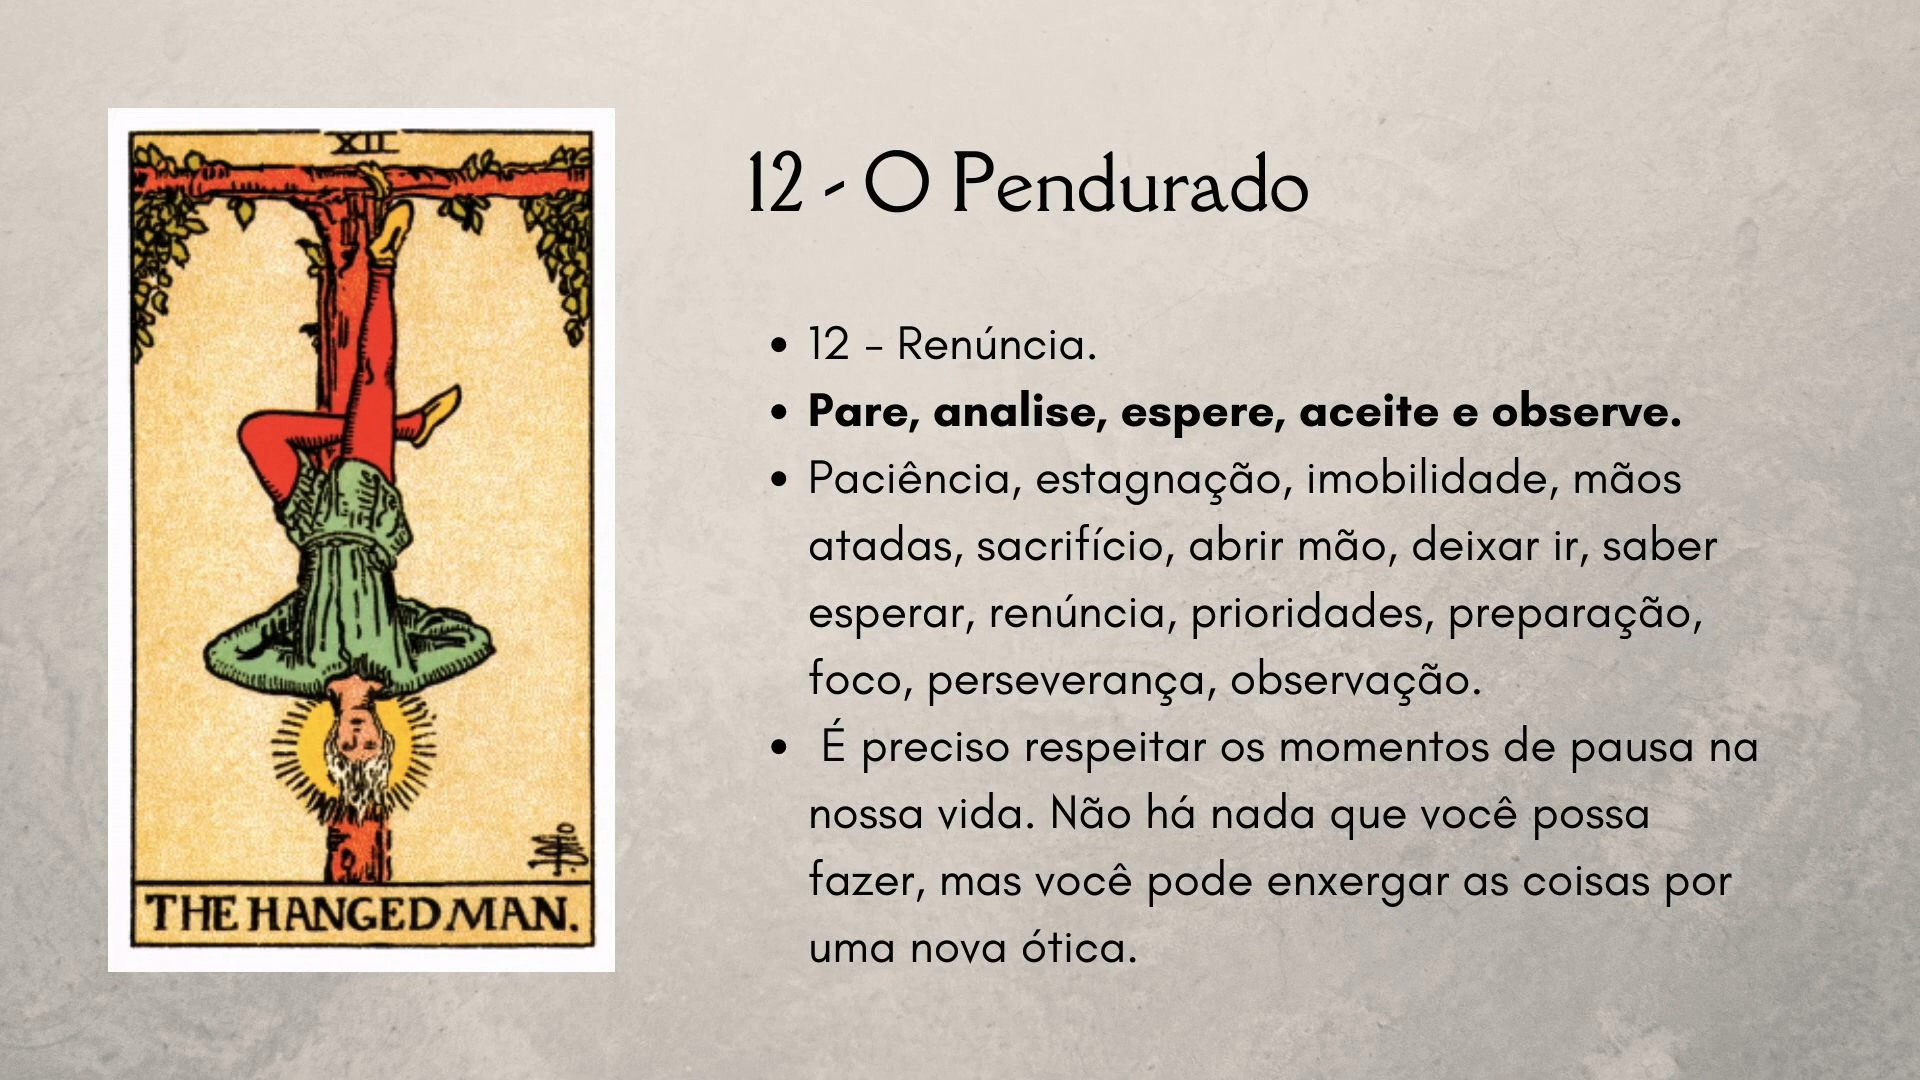 XII
THE HANGED MAN.
12 - O Pendurado
• 12 – Renúncia.
• Pare, analise, espere, aceite e observe.
• Paciência, estagnação, imobilidade, mãos
atadas, sacrifício, abrir mão, deixar ir, saber
esperar, renúncia, prioridades, preparação,
foco, perseverança, observação.
• É preciso respeitar os momentos de pausa na
nossa vida. Não há nada que você possa
fazer, mas você pode enxergar as coisas por
uma nova ótica.